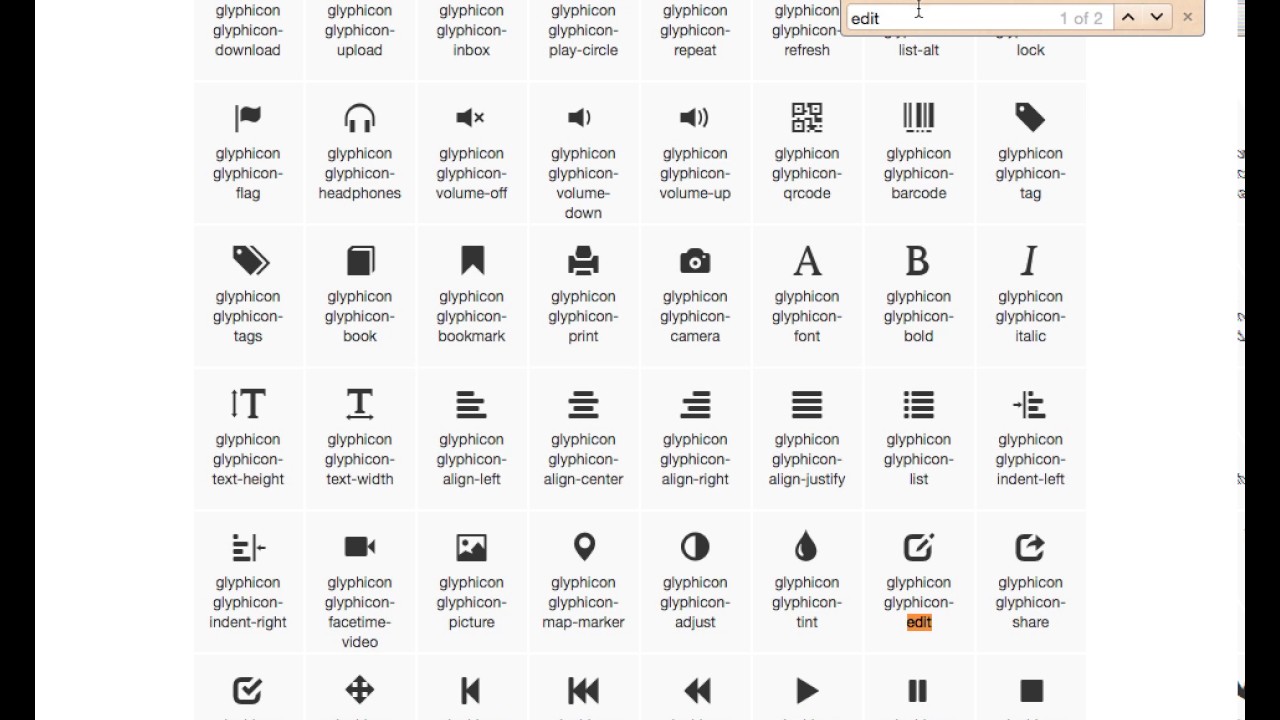 edit 1 of 2
glyphicon glyphicon glyphicon glyphicon glyphicon glyphicon
glyphicon- glyphicon- glyphicon- glyphicon- glyphicon- glyphicon-
download upload inbox play-circle repeat refresh list-alt lock
glyphicon glyphicon glyphicon glyphicon glyphicon glyphicon glyphicon glyphicon
glyphicon- glyphicon- glyphicon- glyphicon- glyphicon- glyphicon- glyphicon- glyphicon-
flag headphones volume-off volume- volume-up qrcode barcode tag
down
A B I
glyphicon glyphicon glyphicon glyphicon glyphicon glyphicon glyphicon glyphicon
glyphicon- glyphicon- glyphicon- glyphicon- glyphicon- glyphicon- glyphicon- glyphicon-
tags book bookmark print camera font bold italic
T T
glyphicon glyphicon glyphicon glyphicon glyphicon glyphicon glyphicon glyphicon
glyphicon- glyphicon- glyphicon- glyphicon- glyphicon- glyphicon- glyphicon- glyphicon-
text-height text-width align-left align-center align-right align-justify list indent-left
glyphicon glyphicon glyphicon glyphicon glyphicon glyphicon glyphicon glyphicon
glyphicon- glyphicon- glyphicon- glyphicon- glyphicon- glyphicon- glyphicon- glyphicon-
indent-right facetime- picture map-marker adjust tint edit share
video